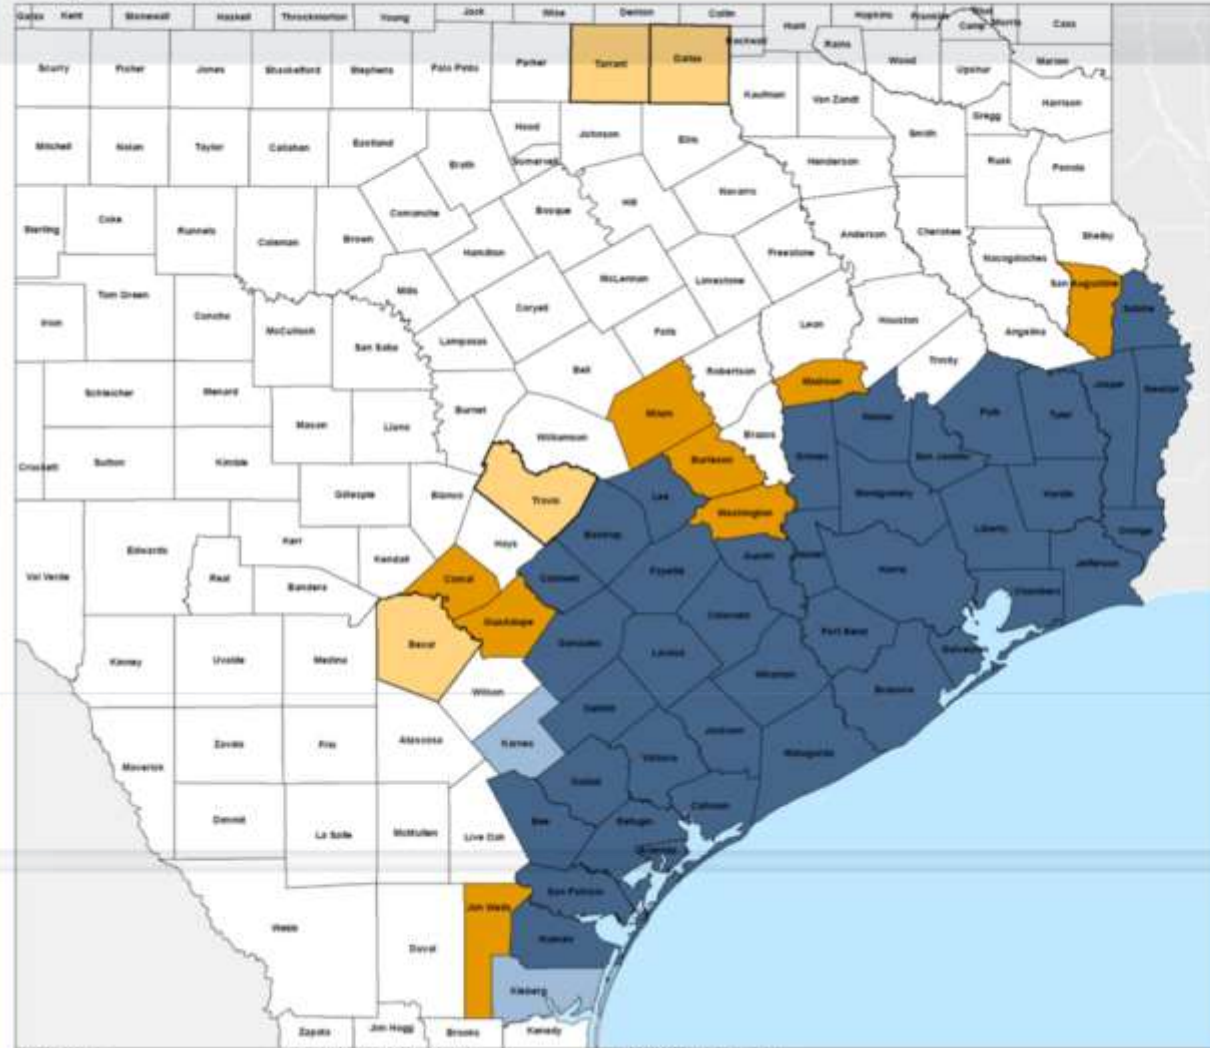 Kent
Stonewall
Haskell
Throckmorton
Young
Jack
Wise
Denton
Collin
Hunt
Hopkins
Franklin
Camp
Morris
Cass
Rockwall
Rains
Wood
Upshur
Marion
Scurry
Fisher
Jones
Shackelford
Stephens
Palo Pinto
Parker
Tarrant
Dallas
Kaufman
Van Zandt
Smith
Gregg
Harrison
Mitchell
Nolan
Taylor
Callahan
Eastland
Erath
Hood
Somervell
Johnson
Ellis
Henderson
Rusk
Panola
Sterling
Coke
Runnels
Coleman
Brown
Comanche
Hamilton
Bosque
Hill
Navarro
Freestone
Anderson
Cherokee
Nacogdoches
Shelby
San Augustine
Sabine
Irion
Tom Green
Concho
McCulloch
San Saba
Mills
Lampasas
Coryell
McLennan
Limestone
Falls
Leon
Houston
Trinity
Angelina
Schleicher
Menard
Mason
Llano
Burnet
Bell
Milam
Robertson
Madison
Walker
Polk
Tyler
Jasper
Newton
Crockett
Sutton
Kimble
Gillespie
Blanco
Williamson
Travis
Burleson
Brazos
Grimes
San Jacinto
Montgomery
Hardin
Liberty
Orange
Val Verde
Edwards
Real
Kerr
Bandera
Kendall
Hays
Comal
Guadalupe
Caldwell
Bastrop
Lee
Washington
Fayette
Austin
Waller
Harris
Chambers
Jefferson
Kinney
Uvalde
Medina
Bexar
Wilson
Gonzales
Lavaca
Colorado
Fort Bend
Wharton
Brazoria
Galveston
Maverick
Zavala
Frio
Atascosa
Karnes
DeWitt
Victoria
Jackson
Matagorda
Dimmit
La Salle
McMullen
Live Oak
Bee
Goliad
Refugio
Calhoun
Aransas
San Patricio
Webb
Duval
Jim Wells
Nueces
Kleberg
Zapata
Jim Hogg
Brooks
Kenedy